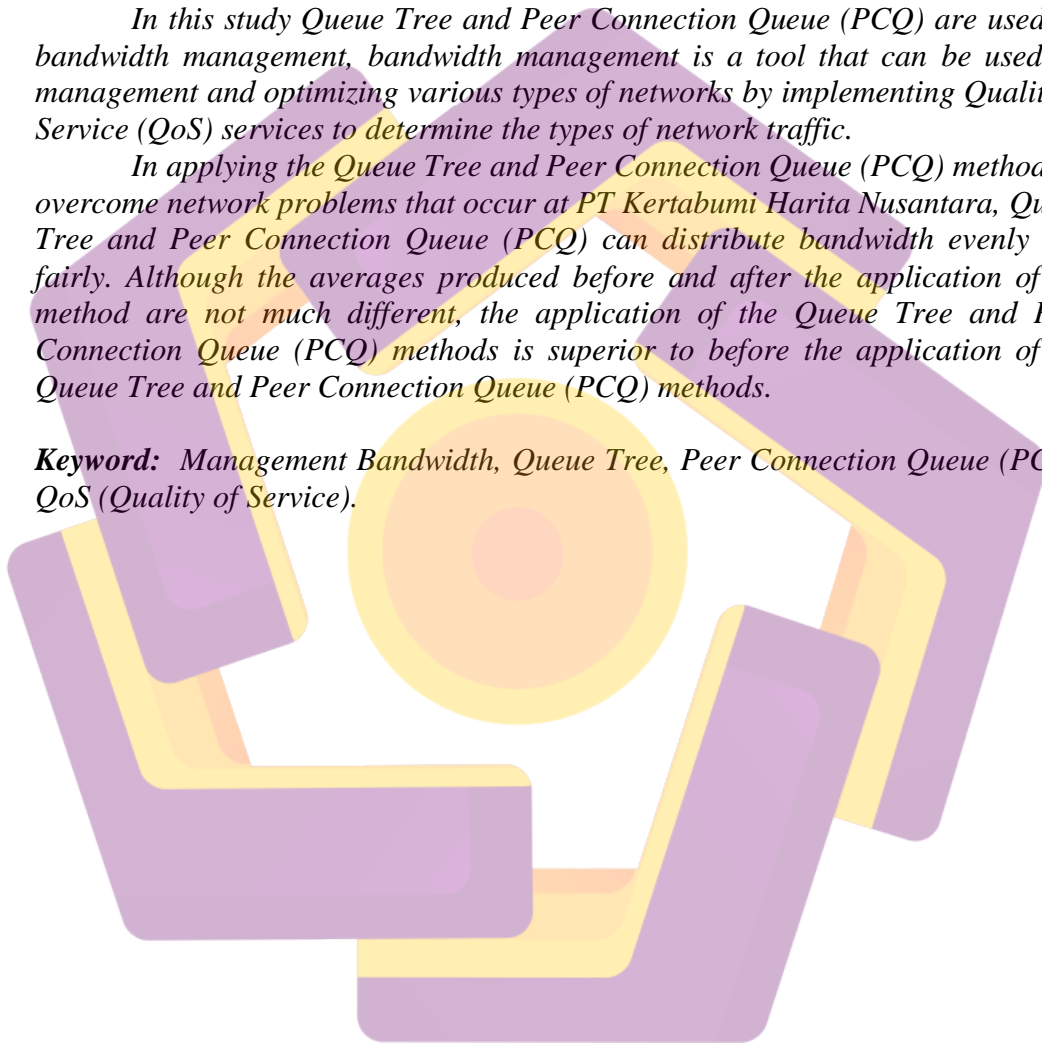 In this study Queue Tree and Peer Connection Queue (PCQ) are used
bandwidth management, bandwidth management is a tool that can be used
management and optimizing various types of networks by implementing
Service (QoS) services to determine the types of network traffic.
In applying the Queue Tree and Peer Connection Queue (PCQ)
overcome network problems that occur at PT Kertabumi Harita Nusantara,
Tree and Peer Connection Queue (PCQ) can distribute bandwidth evenly
fairly. Although the averages produced before and after the application of
method are not much different, the application of the Queue Tree and
Connection Queue (PCQ) methods is superior to before the application of
Queue Tree and Peer Connection Queue (PCQ) methods.
Keyword: Management Bandwidth, Queue Tree, Peer Connection Queue
QoS (Quality of Service).